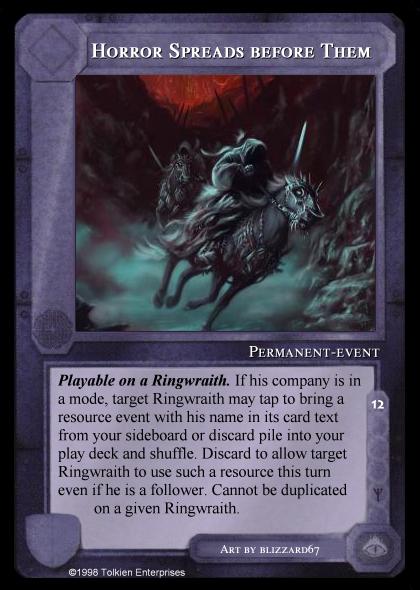 Horror Spreads before Them
Permanent-event
Playable on a Ringwraith. If his company is in
a mode, target Ringwraith may tap to bring a
resource event with his name in its card text
from your sideboard or discard pile into your
play deck and shuffle. Discard to allow target
Ringwraith to use such a resource this turn
even if he is a follower. Cannot be duplicated
on a given Ringwraith.
12
Art by blizzard67
©1998 Tolkien Enterprises